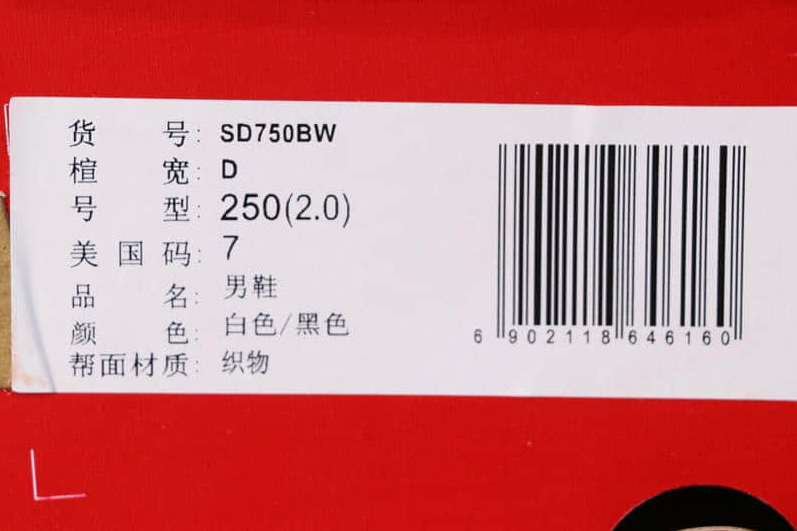 货号: SD750BW
楦宽: D
号型: 250(2.0)
美国码: 7
品名: 男鞋
颜色: 白色/黑色
帮面材质: 织物
6 902118 646160